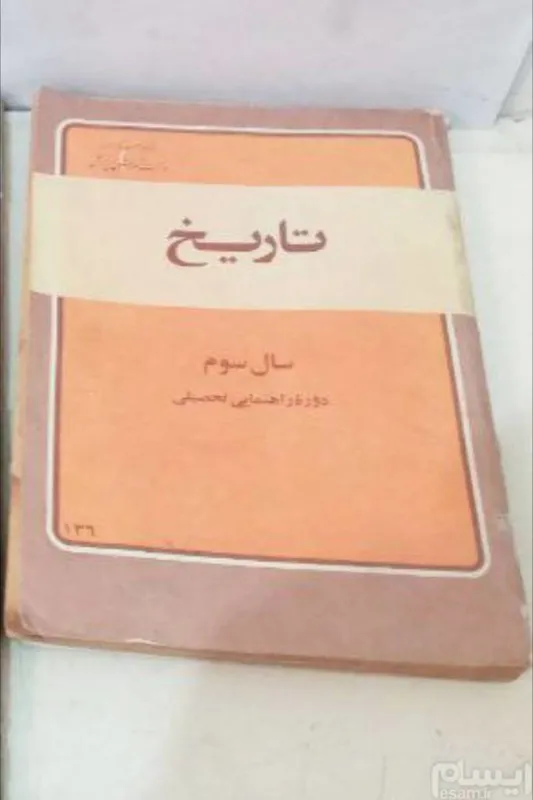 تاریخ
سال سوم
دورهٔ راهنمایی تحصیلی
۱۳۶
ایسام
esam.ir